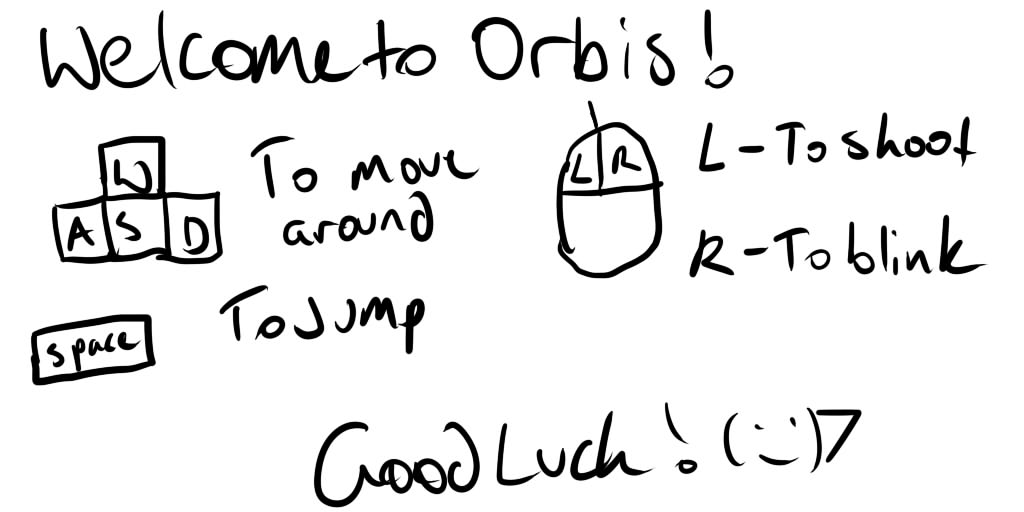 Welcome to Orbis!
W
A S D
To move
around
L R
L - To shoot
R - To blink
space
To Jump
Good Luck! (:-)7